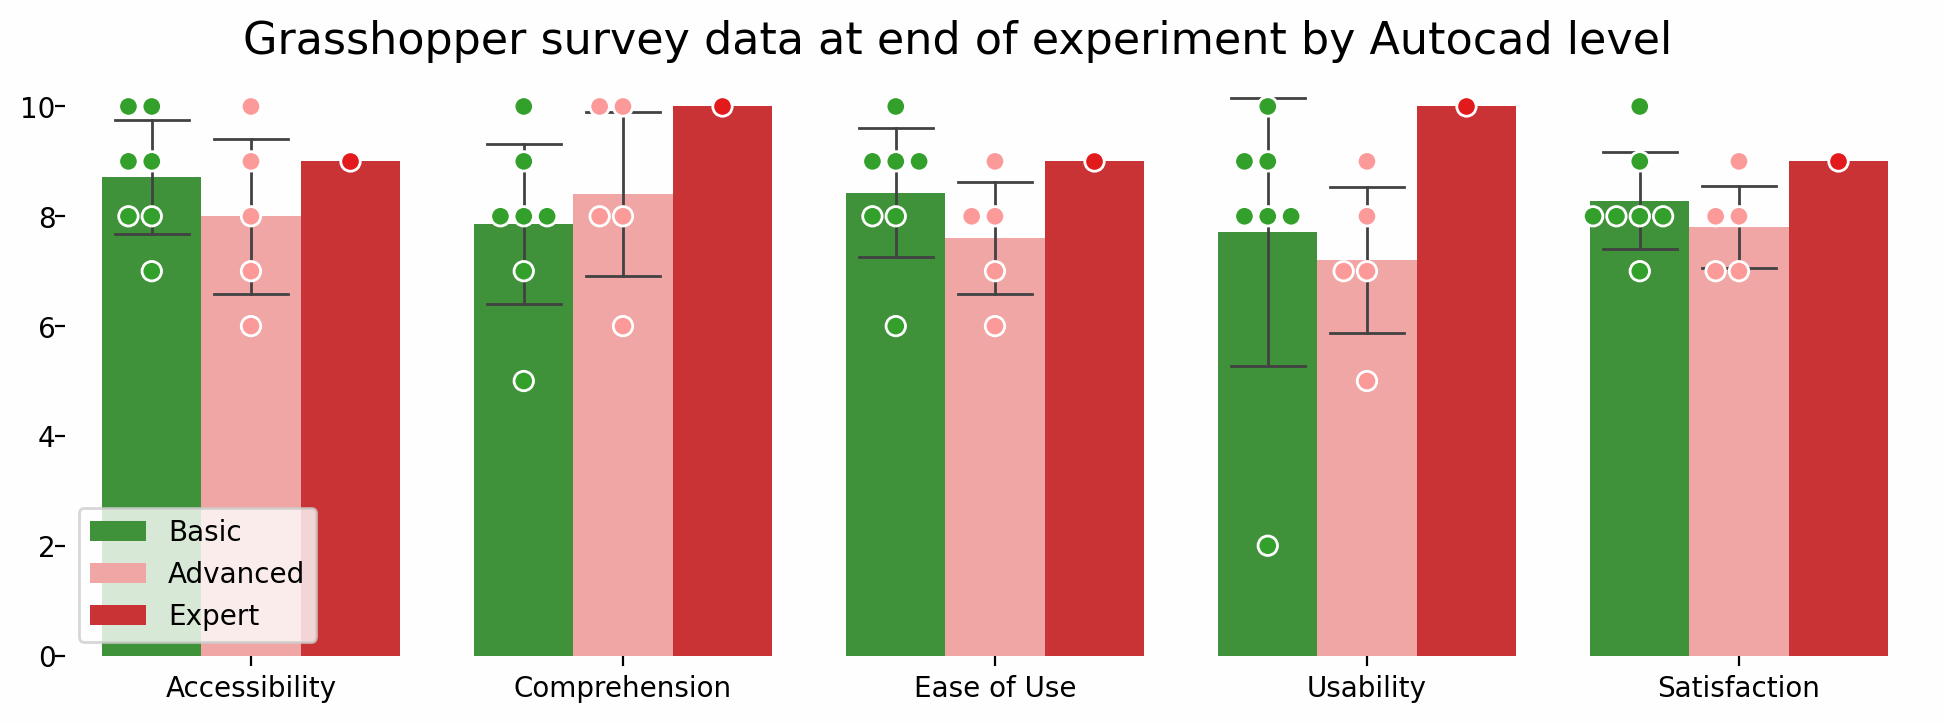 Grasshopper survey data at end of experiment by Autocad level
10
8
6
4
2
0
Basic
Advanced
Expert
Accessibility
Comprehension
Ease of Use
Usability
Satisfaction